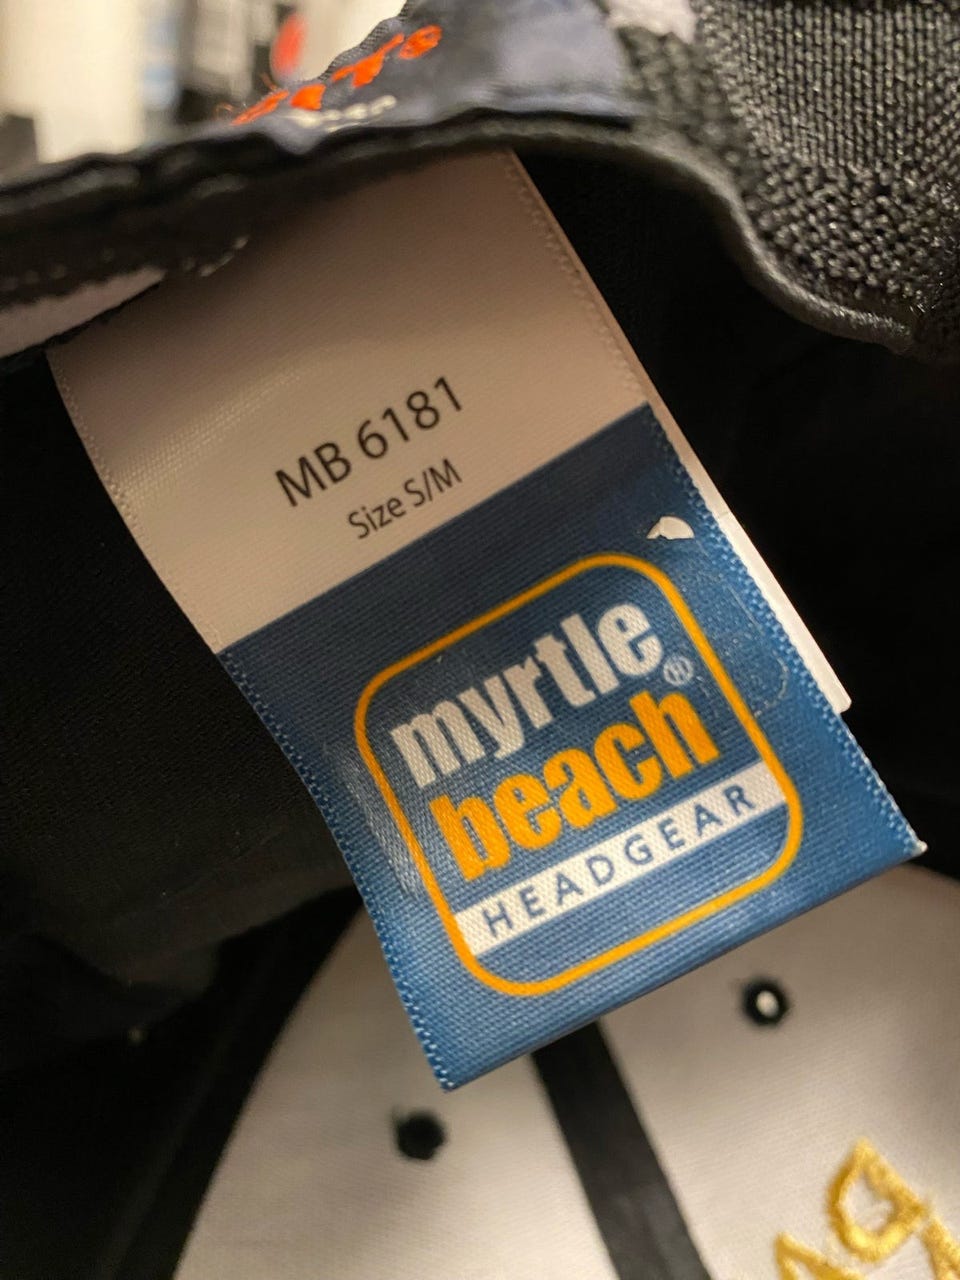 MB 6181
Size S/M
myrtle®
beach
HEADGEAR